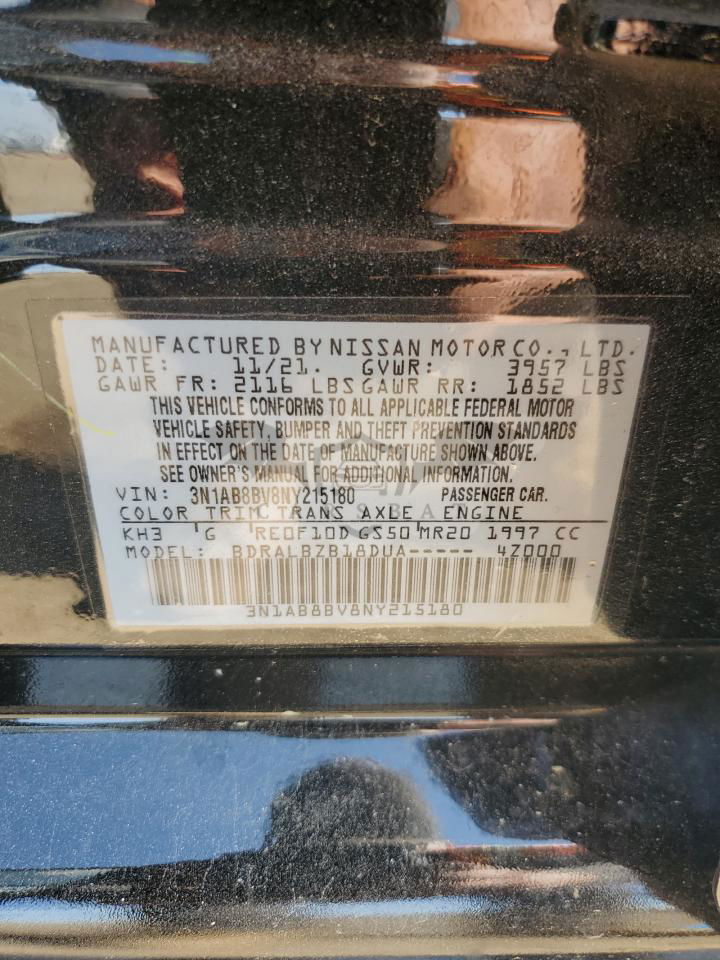 MANUFACTURED BY NISSAN MOTOR CO., LTD.
DATE: 11/21. GVWR: 3957 LBS
GAWR FR: 2116 LBS GAWR RR: 1852 LBS
THIS VEHICLE CONFORMS TO ALL APPLICABLE FEDERAL MOTOR
VEHICLE SAFETY, BUMPER AND THEFT PREVENTION STANDARDS
IN EFFECT ON THE DATE OF MANUFACTURE SHOWN ABOVE.
SEE OWNER'S MANUAL FOR ADDITIONAL INFORMATION.
VIN: 3N1AB8BV8NY215180 PASSENGER CAR.
COLOR TRIM TRANS AXLE ENGINE
KH3 G RE0F10D GS50 MR20 1997 CC
MODEL: BDRALBZB18DUA----- 4Z000
3N1AB8BV8NY215180